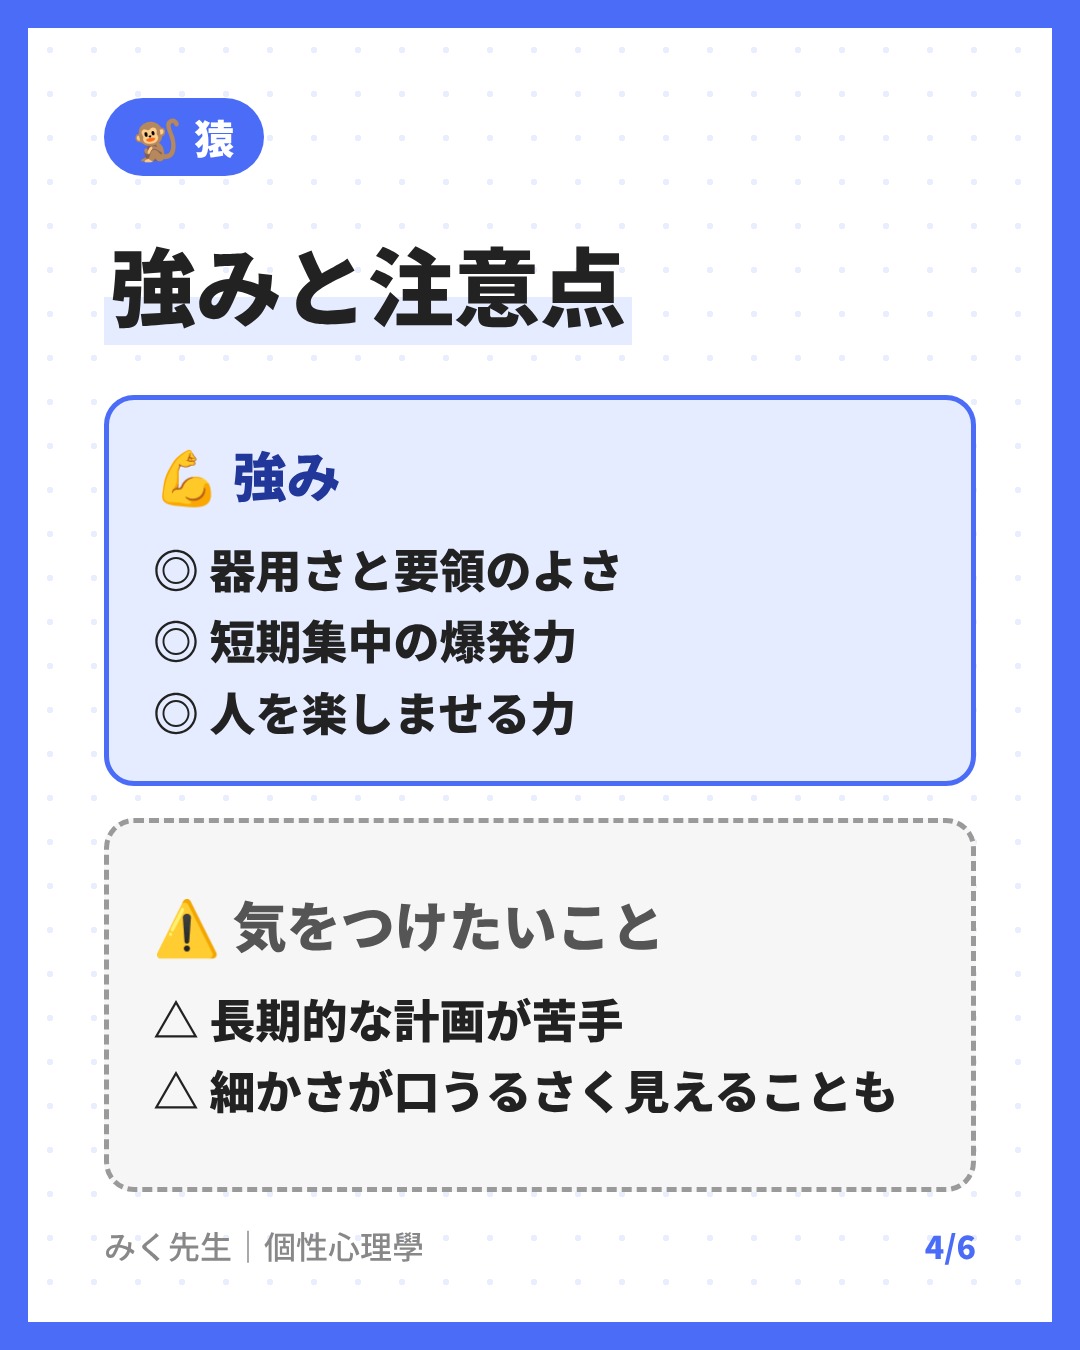 🐒 猿
強みと注意点
💪 強み
◎ 器用さと要領のよさ
◎ 短期集中の爆発力
◎ 人を楽しませる力
⚠️ 気をつけたいこと
△ 長期的な計画が苦手
△ 細かさが口うるさく見えることも
みく先生｜個性心理學
4/6